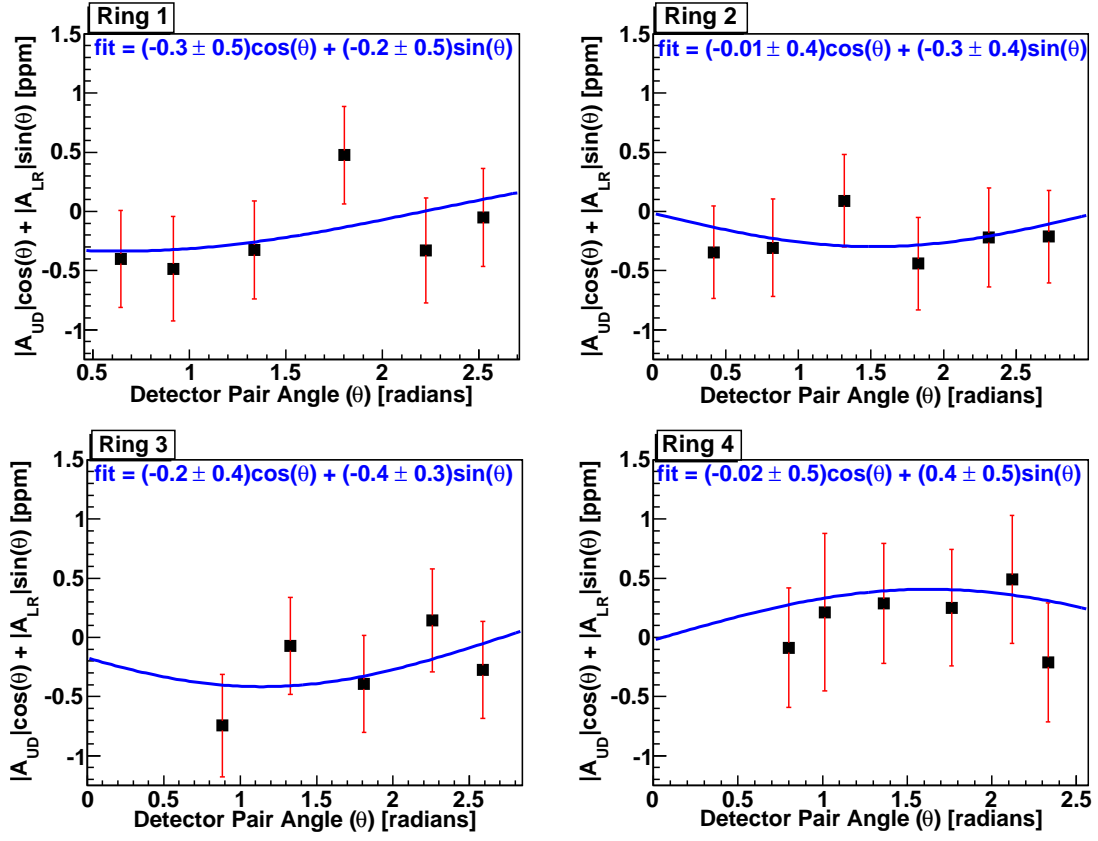 Ring 1
fit = (-0.3 ± 0.5)cos(θ) + (-0.2 ± 0.5)sin(θ)
|A_UD|cos(θ) + |A_LR|sin(θ) [ppm]
1.5
1
0.5
0
-0.5
-1
0.5 1 1.5 2 2.5
Detector Pair Angle (θ) [radians]
Ring 2
fit = (-0.01 ± 0.4)cos(θ) + (-0.3 ± 0.4)sin(θ)
|A_UD|cos(θ) + |A_LR|sin(θ) [ppm]
1.5
1
0.5
0
-0.5
-1
0 0.5 1 1.5 2 2.5
Detector Pair Angle (θ) [radians]
Ring 3
fit = (-0.2 ± 0.4)cos(θ) + (-0.4 ± 0.3)sin(θ)
|A_UD|cos(θ) + |A_LR|sin(θ) [ppm]
1.5
1
0.5
0
-0.5
-1
0 0.5 1 1.5 2 2.5
Detector Pair Angle (θ) [radians]
Ring 4
fit = (-0.02 ± 0.5)cos(θ) + (0.4 ± 0.5)sin(θ)
|A_UD|cos(θ) + |A_LR|sin(θ) [ppm]
1.5
1
0.5
0
-0.5
-1
0 0.5 1 1.5 2 2.5
Detector Pair Angle (θ) [radians]